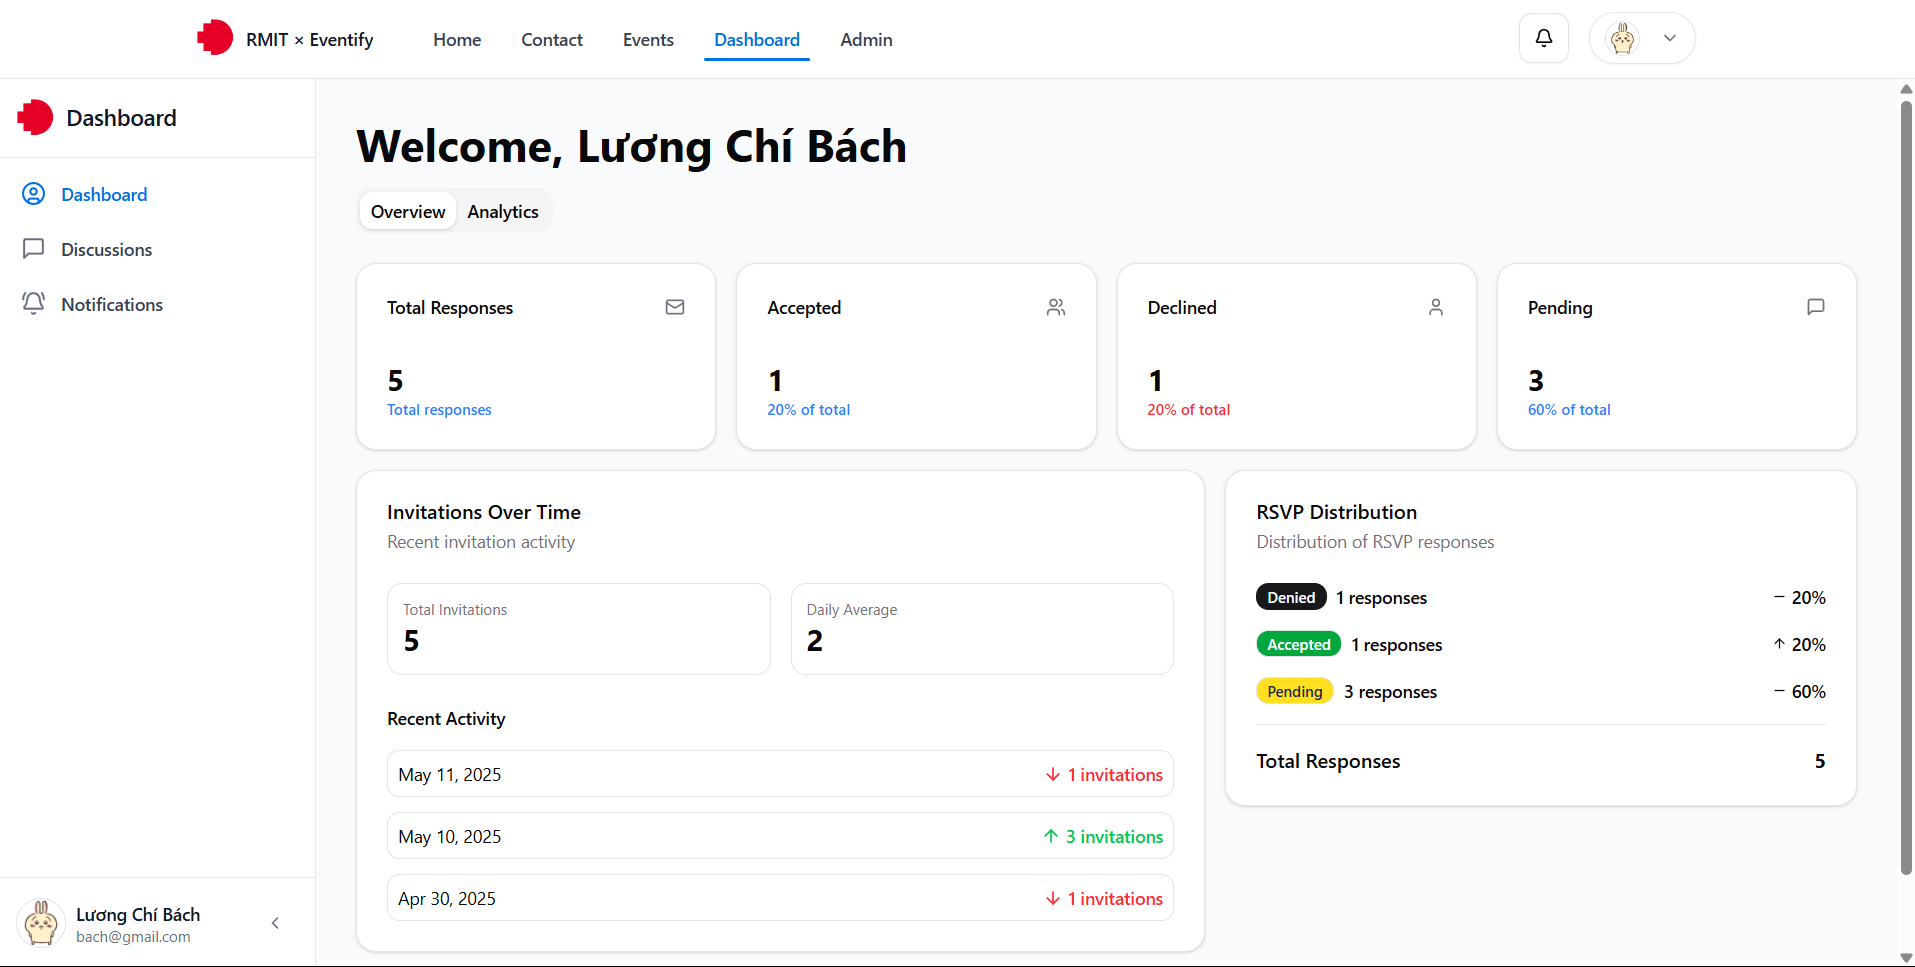 RMIT × Eventify
Home
Contact
Events
Dashboard
Admin
Dashboard
Dashboard
Discussions
Notifications
Welcome, Lương Chí Bách
Overview
Analytics
Total Responses
5
Total responses
Accepted
1
20% of total
Declined
1
20% of total
Pending
3
60% of total
Invitations Over Time
Recent invitation activity
Total Invitations
5
Daily Average
2
Recent Activity
May 11, 2025
↓ 1 invitations
May 10, 2025
↑ 3 invitations
Apr 30, 2025
↓ 1 invitations
RSVP Distribution
Distribution of RSVP responses
Denied 1 responses
− 20%
Accepted 1 responses
↑ 20%
Pending 3 responses
− 60%
Total Responses
5
Lương Chí Bách
bach@gmail.com